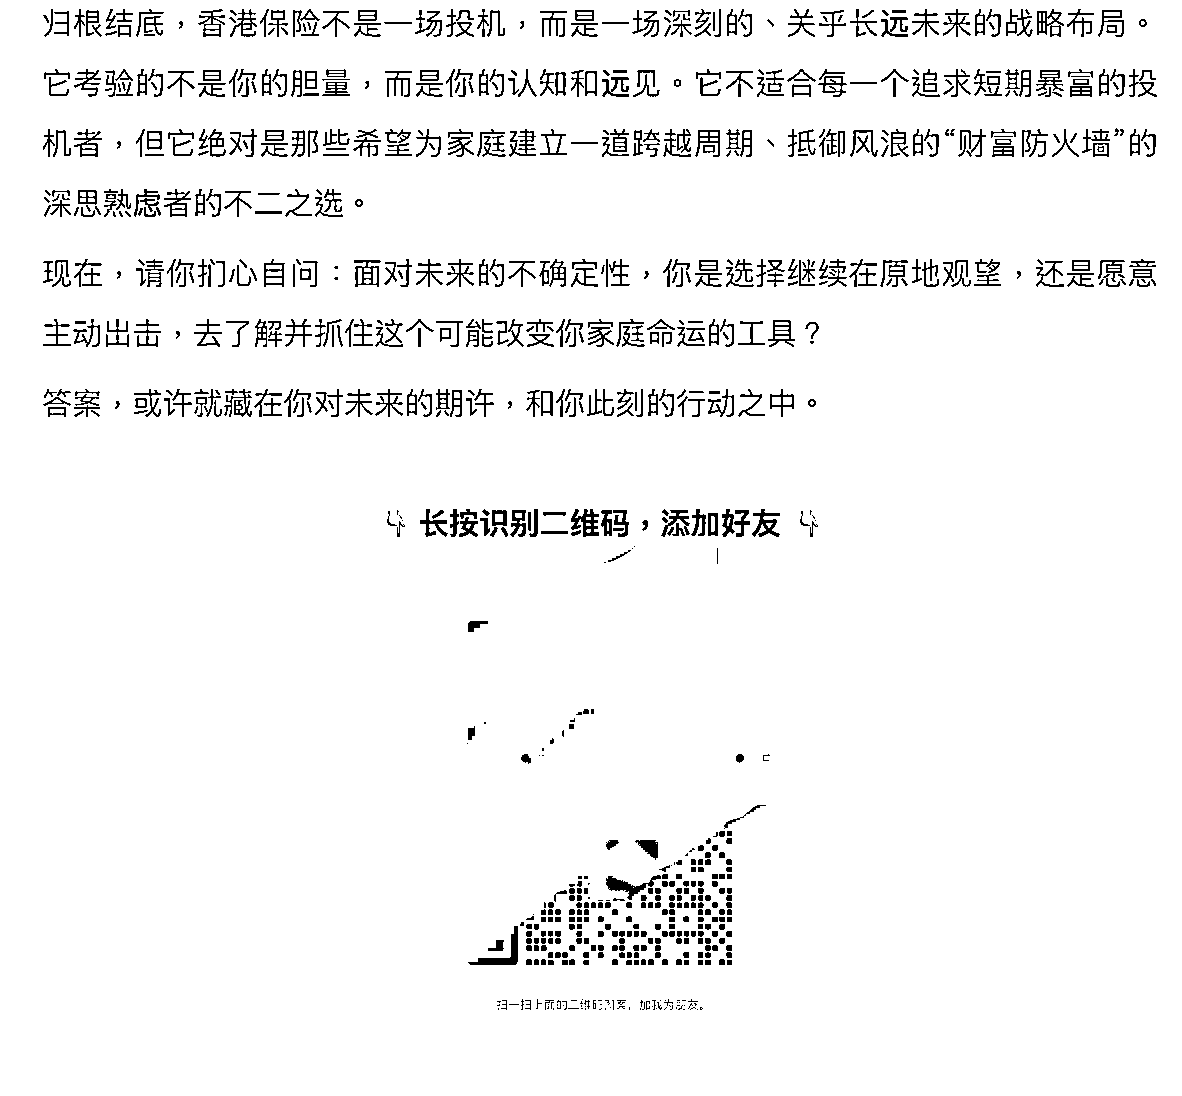 归根结底，香港保险不是一场投机，而是一场深刻的、关乎长远未来的战略布局。
它考验的不是你的胆量，而是你的认知和远见。它不适合每一个追求短期暴富的投
机者，但它绝对是那些希望为家庭建立一道跨越周期、抵御风浪的“财富防火墙”的
深思熟虑者的不二之选。
现在，请你扪心自问：面对未来的不确定性，你是选择继续在原地观望，还是愿意
主动出击，去了解并抓住这个可能改变你家庭命运的工具？
答案，或许就藏在你对未来的期许，和你此刻的行动之中。
👇 长按识别二维码，添加好友 👇
扫一扫上面的二维码图案，加我为朋友。